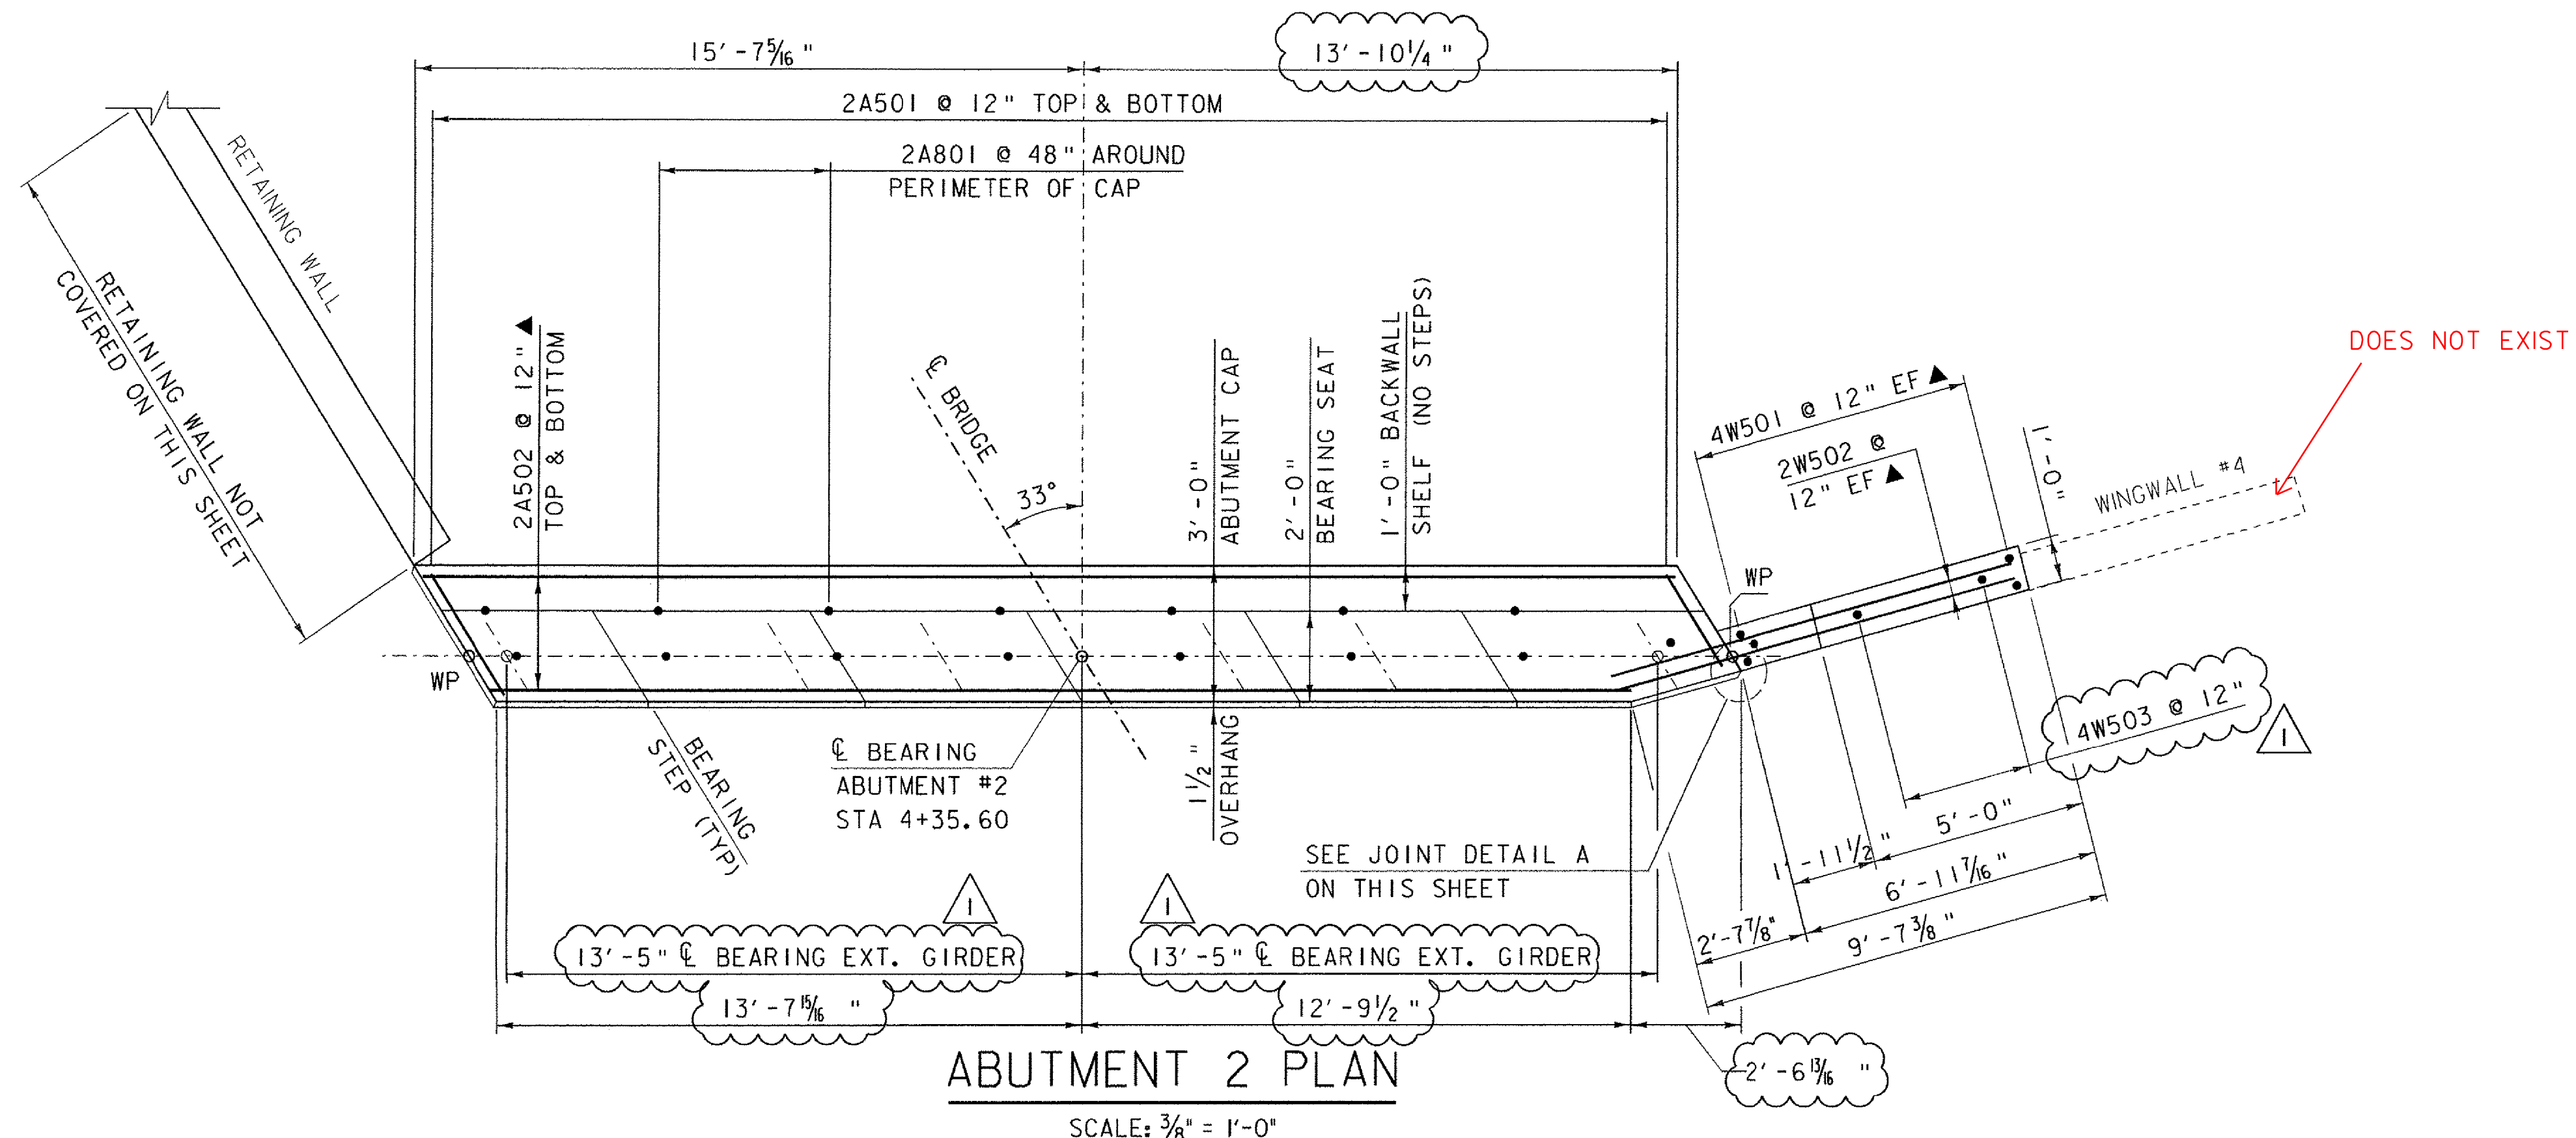 15'-7 5/16"
13'-10 1/4"
2A501 @ 12" TOP & BOTTOM
2A801 @ 48" AROUND
PERIMETER OF CAP
RETAINING WALL
RETAINING WALL NOT
COVERED ON THIS SHEET
2A502 @ 12" ▲
TOP & BOTTOM
℄ BRIDGE
33°
3'-0"
ABUTMENT CAP
2'-0"
BEARING SEAT
1'-0" BACKWALL
SHELF (NO STEPS)
DOES NOT EXIST
4W501 @ 12" EF ▲
2W502 @
12" EF ▲
1'-0"
WINGWALL #4
WP
WP
BEARING
STEP (TYP)
℄ BEARING
ABUTMENT #2
STA 4+35.60
1 1/2"
OVERHANG
4W503 @ 12"
1
SEE JOINT DETAIL A
ON THIS SHEET
5'-0"
1'-11 1/2"
6'-11 7/16"
2'-7 7/8"
9'-7 3/8"
1
1
13'-5" ℄ BEARING EXT. GIRDER
13'-5" ℄ BEARING EXT. GIRDER
13'-7 15/16"
12'-9 1/2"
2'-6 13/16"
ABUTMENT 2 PLAN
SCALE: 3/8" = 1'-0"